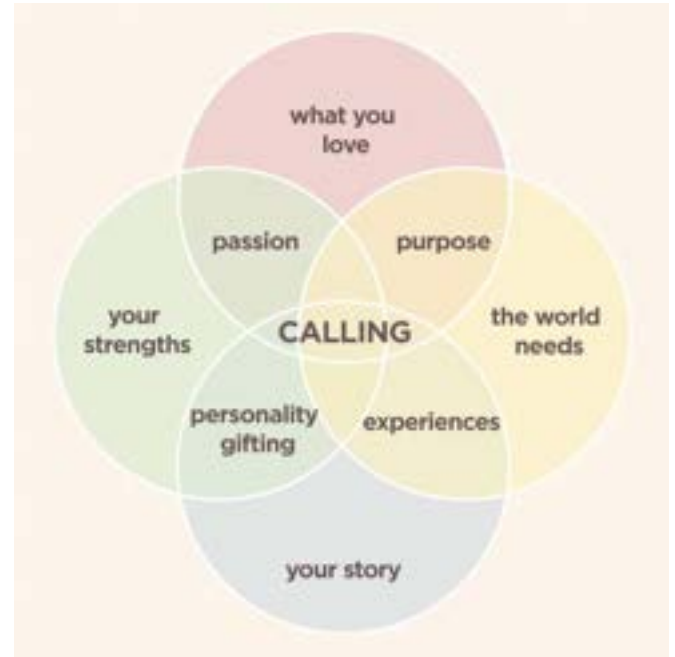 what you
love
passion
purpose
your
strengths
CALLING
the world
needs
personality
gifting
experiences
your story